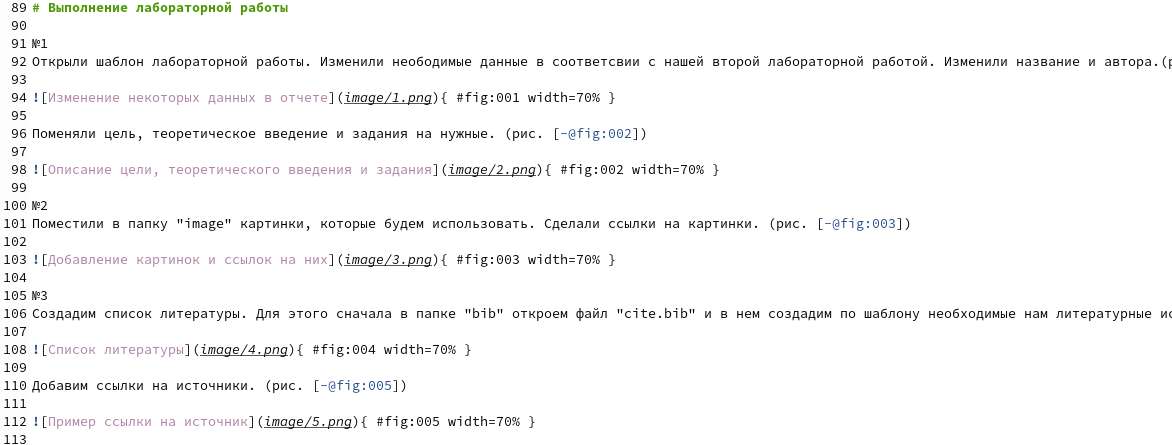 89 # Выполнение лабораторной работы
90
91 №1
92 Открыли шаблон лабораторной работы. Изменили неободимые данные в соответсвии с нашей второй лабораторной работой. Изменили название и автора.(р
93
94 ![Изменение некоторых данных в отчете](image/1.png){ #fig:001 width=70% }
95
96 Поменяли цель, теоретическое введение и задания на нужные. (рис. [-@fig:002])
97
98 ![Описание цели, теоретического введения и задания](image/2.png){ #fig:002 width=70% }
99
100 №2
101 Поместили в папку "image" картинки, которые будем использовать. Сделали ссылки на картинки. (рис. [-@fig:003])
102
103 ![Добавление картинок и ссылок на них](image/3.png){ #fig:003 width=70% }
104
105 №3
106 Создадим список литературы. Для этого сначала в папке "bib" откроем файл "cite.bib" и в нем создадим по шаблону необходимые нам литературные ис
107
108 ![Список литературы](image/4.png){ #fig:004 width=70% }
109
110 Добавим ссылки на источники. (рис. [-@fig:005])
111
112 ![Пример ссылки на источник](image/5.png){ #fig:005 width=70% }
113